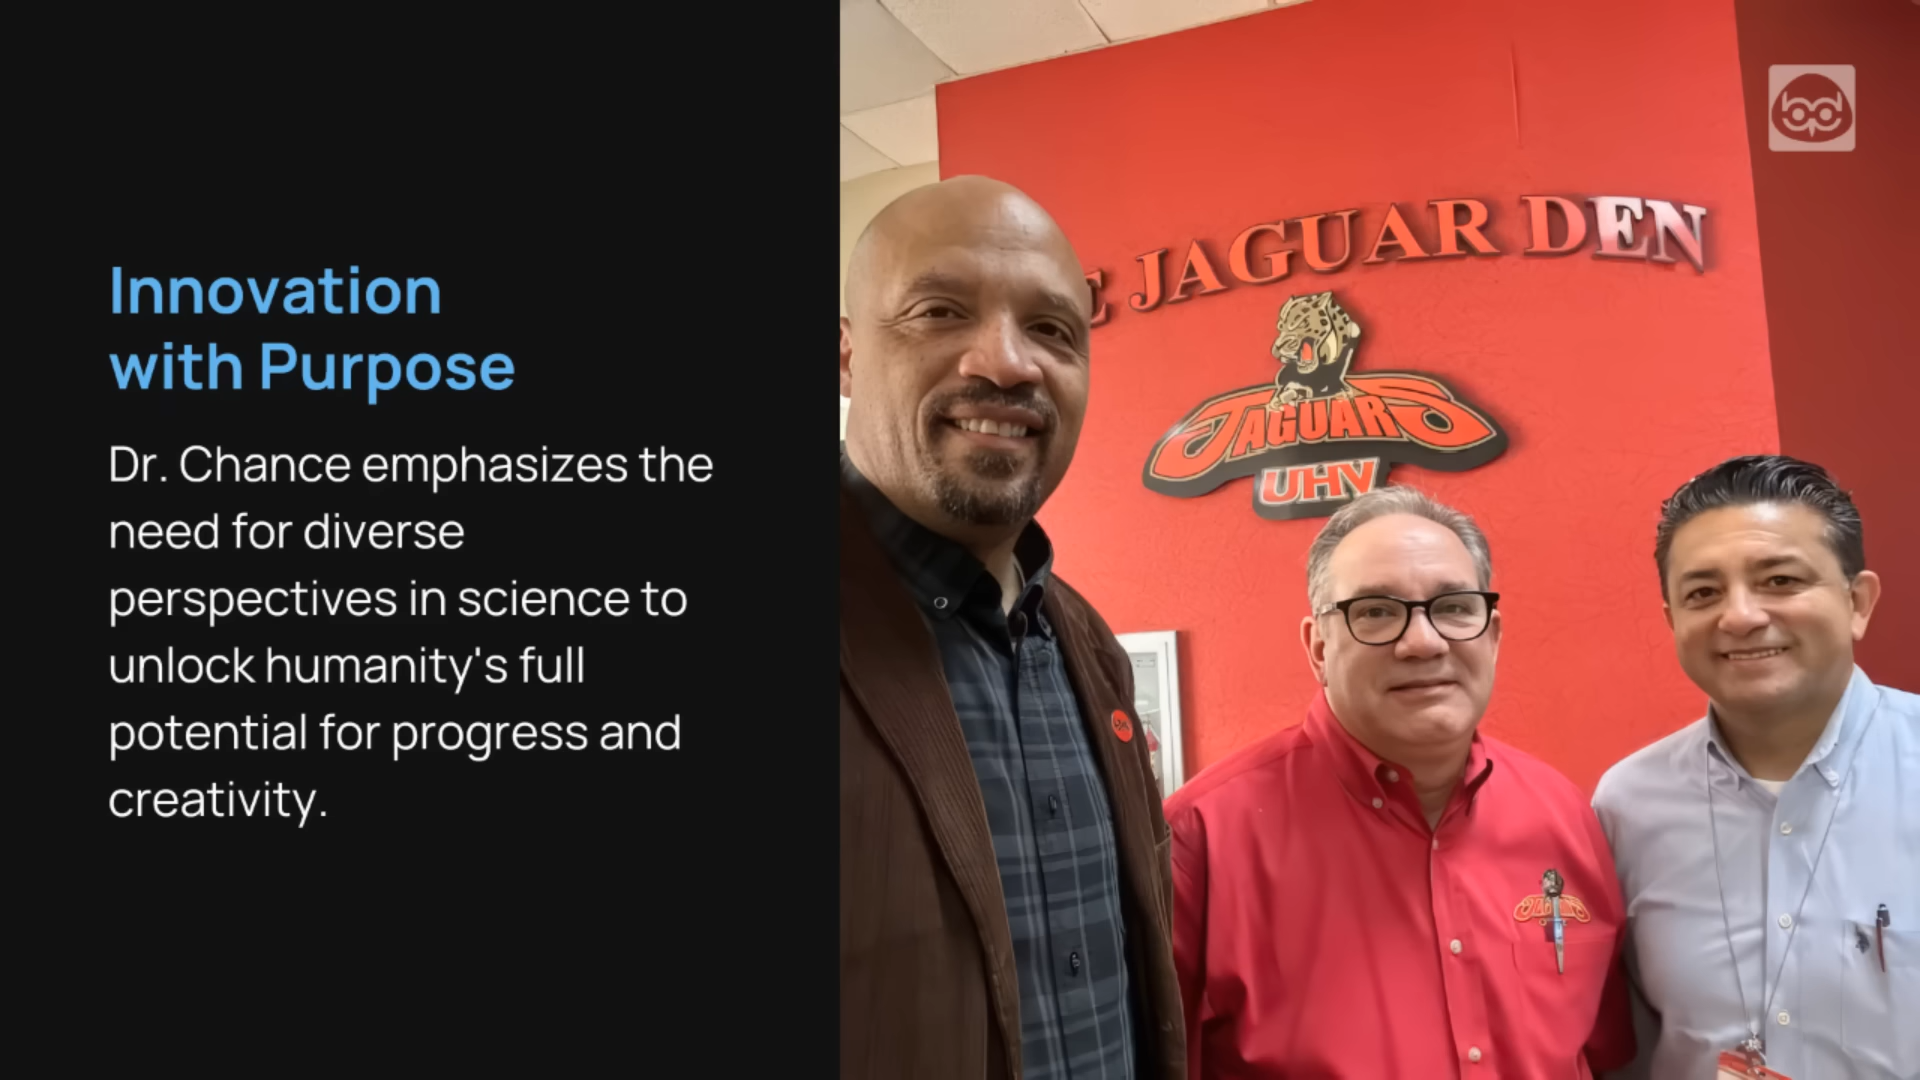 Innovation
with Purpose
Dr. Chance emphasizes the
need for diverse
perspectives in science to
unlock humanity's full
potential for progress and
creativity.
JAGUAR DEN
JAGUARS
UHV
JAGUARS